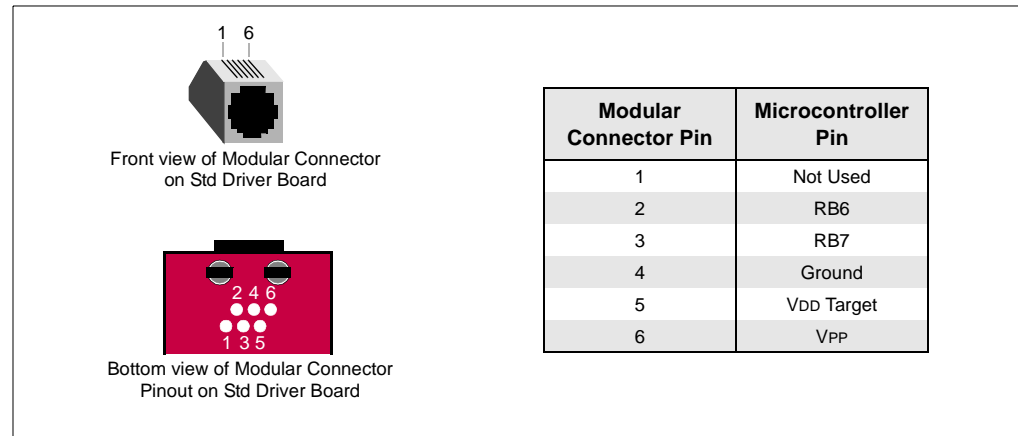 1 6
Front view of Modular Connector
on Std Driver Board
2 4 6
1 3 5
Bottom view of Modular Connector
Pinout on Std Driver Board
Modular Connector Pin Microcontroller Pin
1 Not Used
2 RB6
3 RB7
4 Ground
5 VDD Target
6 VPP